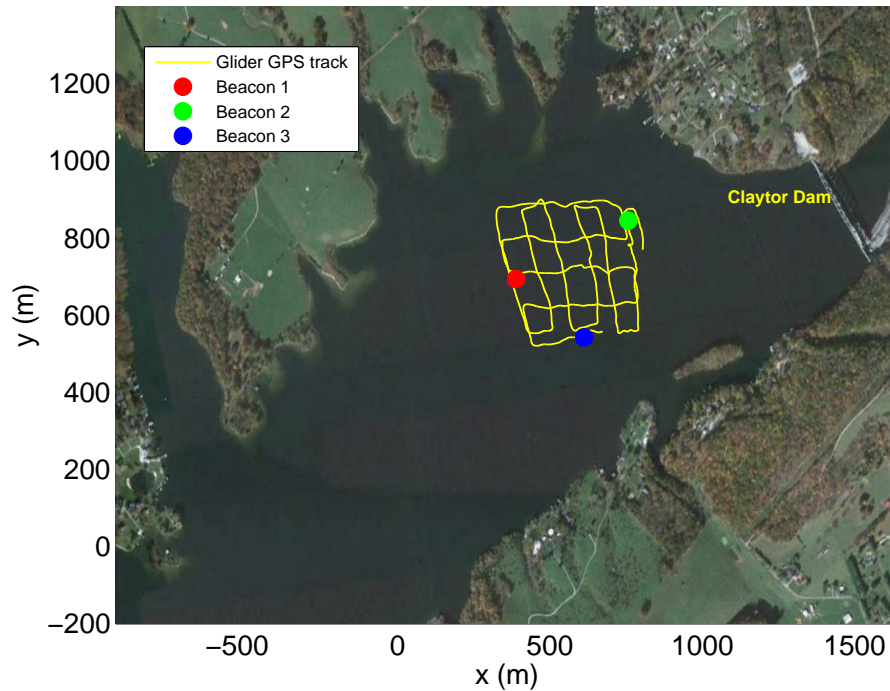 1200
1000
800
600
400
200
0
−200
−500
0
500
1000
1500
x (m)
y (m)
Glider GPS track
Beacon 1
Beacon 2
Beacon 3
Claytor Dam